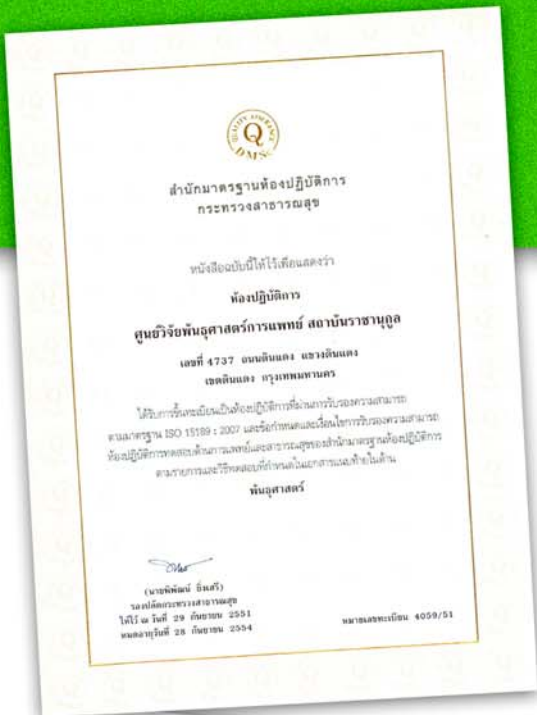 QUALITY ASSURANCE
Q
DMSc
สำนักมาตรฐานห้องปฏิบัติการ
กระทรวงสาธารณสุข
หนังสือฉบับนี้ให้ไว้เพื่อแสดงว่า
ห้องปฏิบัติการ
ศูนย์วิจัยพันธุศาสตร์การแพทย์ สถาบันราชานุกูล
เลขที่ 4737 ถนนดินแดง แขวงดินแดง
เขตดินแดง กรุงเทพมหานคร
ได้รับการขึ้นทะเบียนเป็นห้องปฏิบัติการที่ผ่านการรับรองความสามารถ
ตามมาตรฐาน ISO 15189 : 2007 และข้อกำหนดและเงื่อนไขการรับรองความสามารถ
ห้องปฏิบัติการทดสอบด้านการแพทย์และสาธารณสุขของสำนักมาตรฐานห้องปฏิบัติการ
ตามรายการและวิธีทดสอบที่กำหนดในเอกสารแนบท้ายในด้าน
พันธุศาสตร์
(นายพิพัฒน์ ยิ่งเสรี)
รองปลัดกระทรวงสาธารณสุข
ให้ไว้ ณ วันที่ 29 กันยายน 2551
หมดอายุวันที่ 28 กันยายน 2554
หมายเลขทะเบียน 4059/51